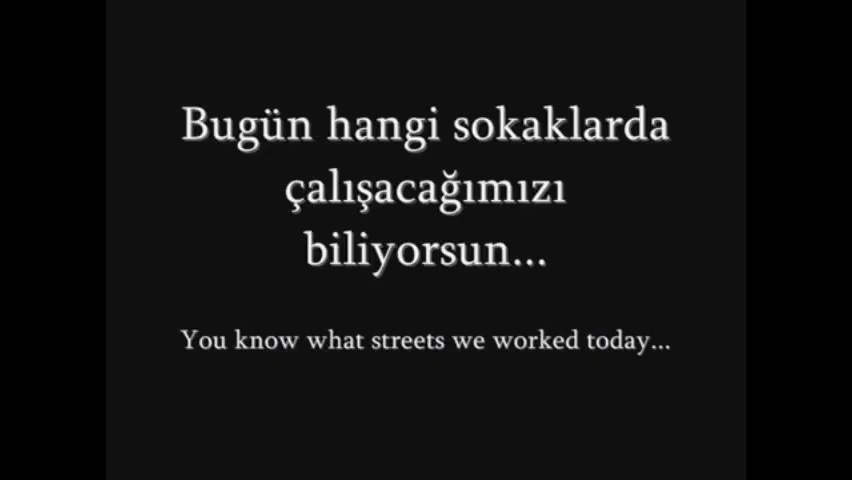 Bugün hangi sokaklarda
çalışacağımızı
biliyorsun...
You know what streets we worked today...